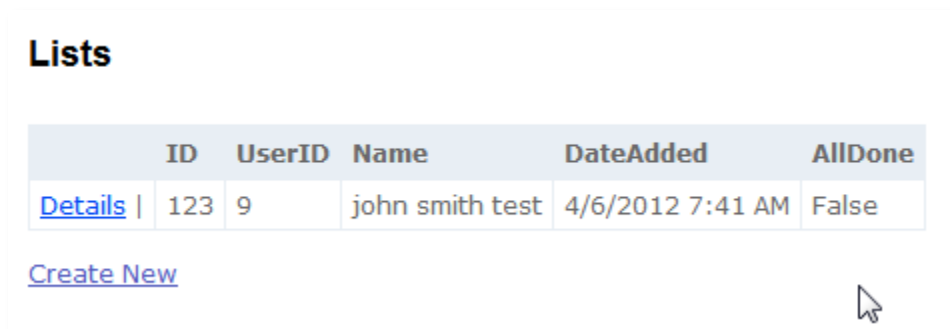 Lists
ID UserID Name DateAdded AllDone
Details | 123 9 john smith test 4/6/2012 7:41 AM False
Create New